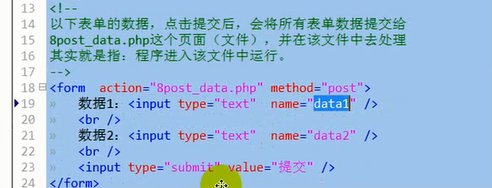 13 <!--
14 以下表单的数据，点击提交后，会将所有表单数据提交给
15 8post_data.php这个页面（文件），并在该文件中去处理
16 其实就是指：程序进入该文件中运行。
17 -->
18 <form action="8post_data.php" method="post">
19 数据1：<input type="text" name="data1" />
20 <br />
21 数据2：<input type="text" name="data2" />
22 <br />
23 <input type="submit" value="提交" />
24 </form>